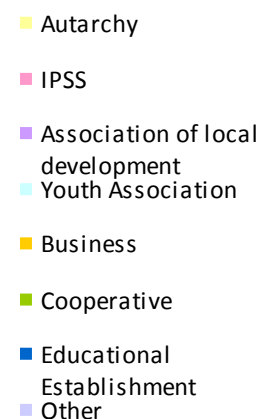 Autarchy
IPSS
Association of local
development
Youth Association
Business
Cooperative
Educational
Establishment
Other